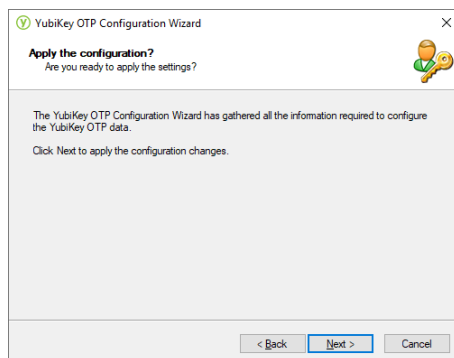 YubiKey OTP Configuration Wizard
Apply the configuration?
Are you ready to apply the settings?
The YubiKey OTP Configuration Wizard has gathered all the information required to configure
the YubiKey OTP data.
Click Next to apply the configuration changes.
< Back Next > Cancel